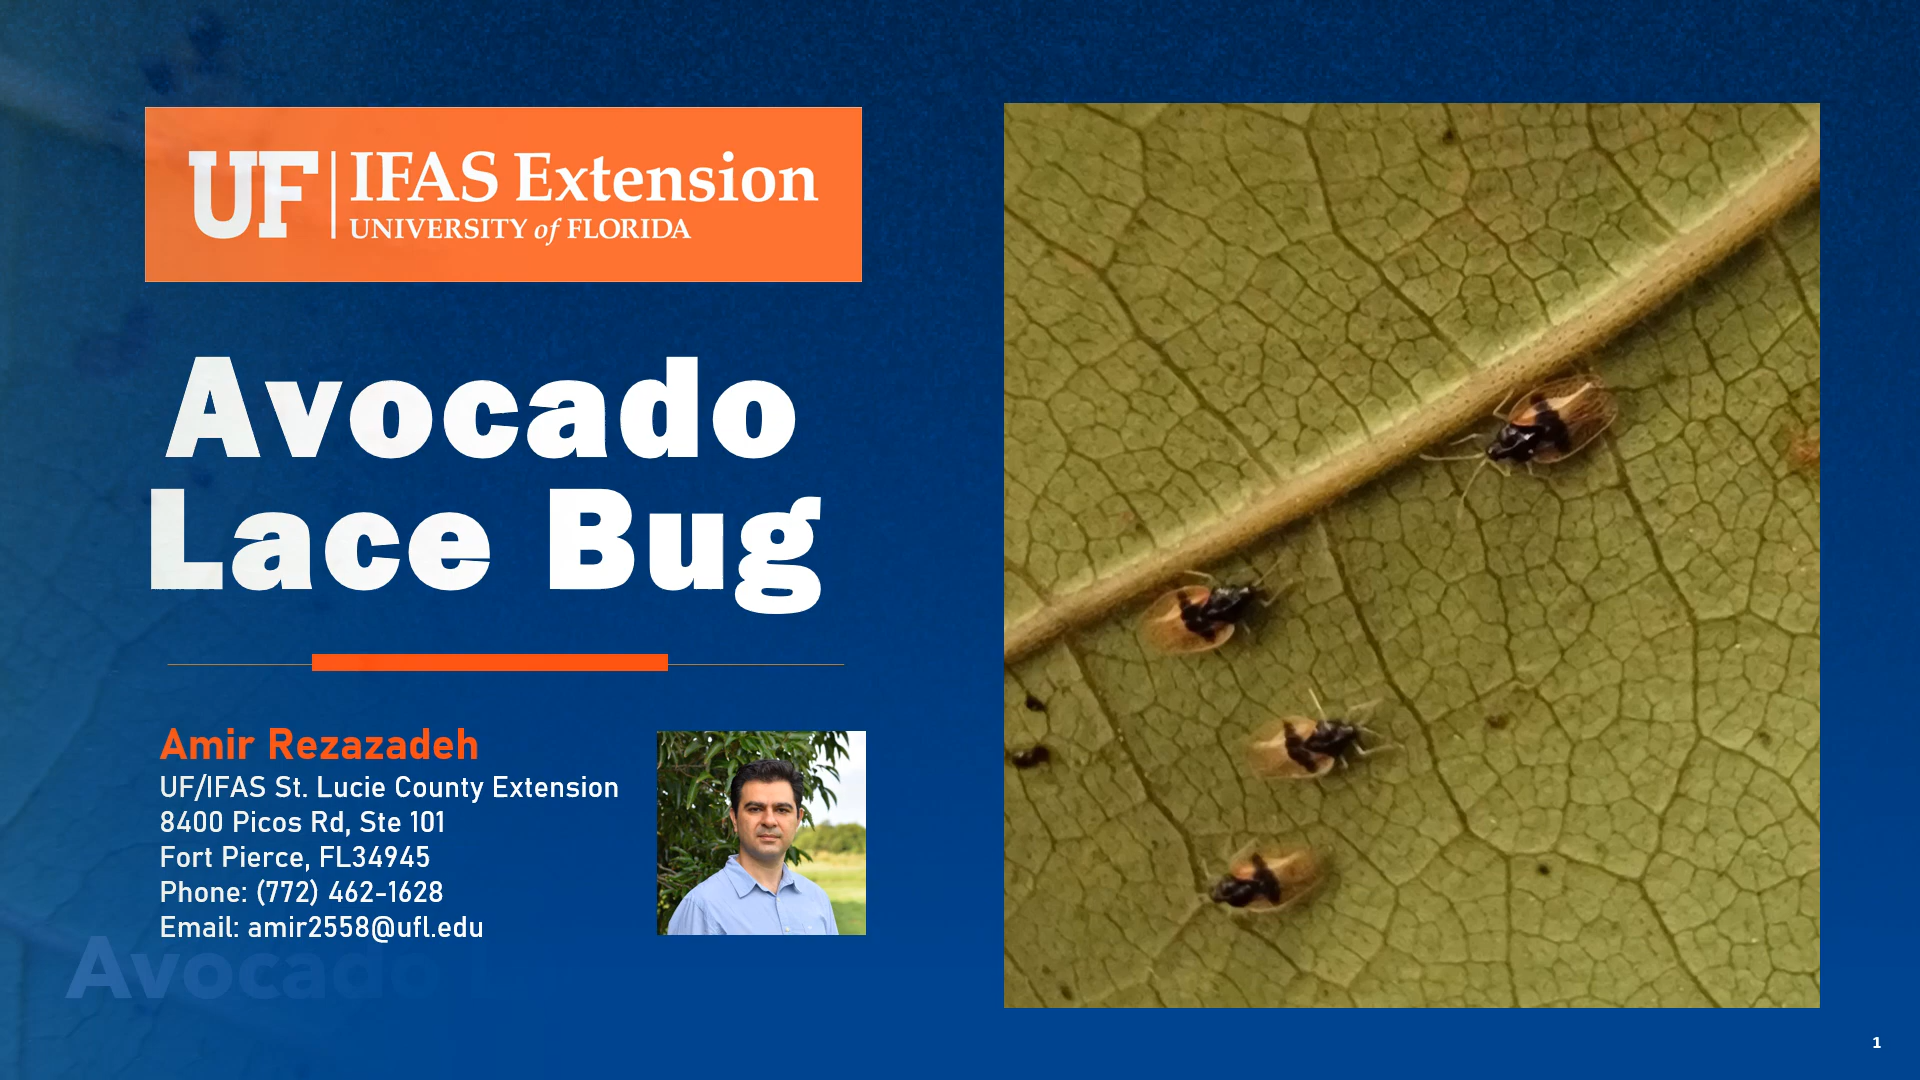 UF IFAS Extension
UNIVERSITY of FLORIDA
Avocado
Lace Bug
Amir Rezazadeh
UF/IFAS St. Lucie County Extension
8400 Picos Rd, Ste 101
Fort Pierce, FL34945
Phone: (772) 462-1628
Email: amir2558@ufl.edu
Avocado
1